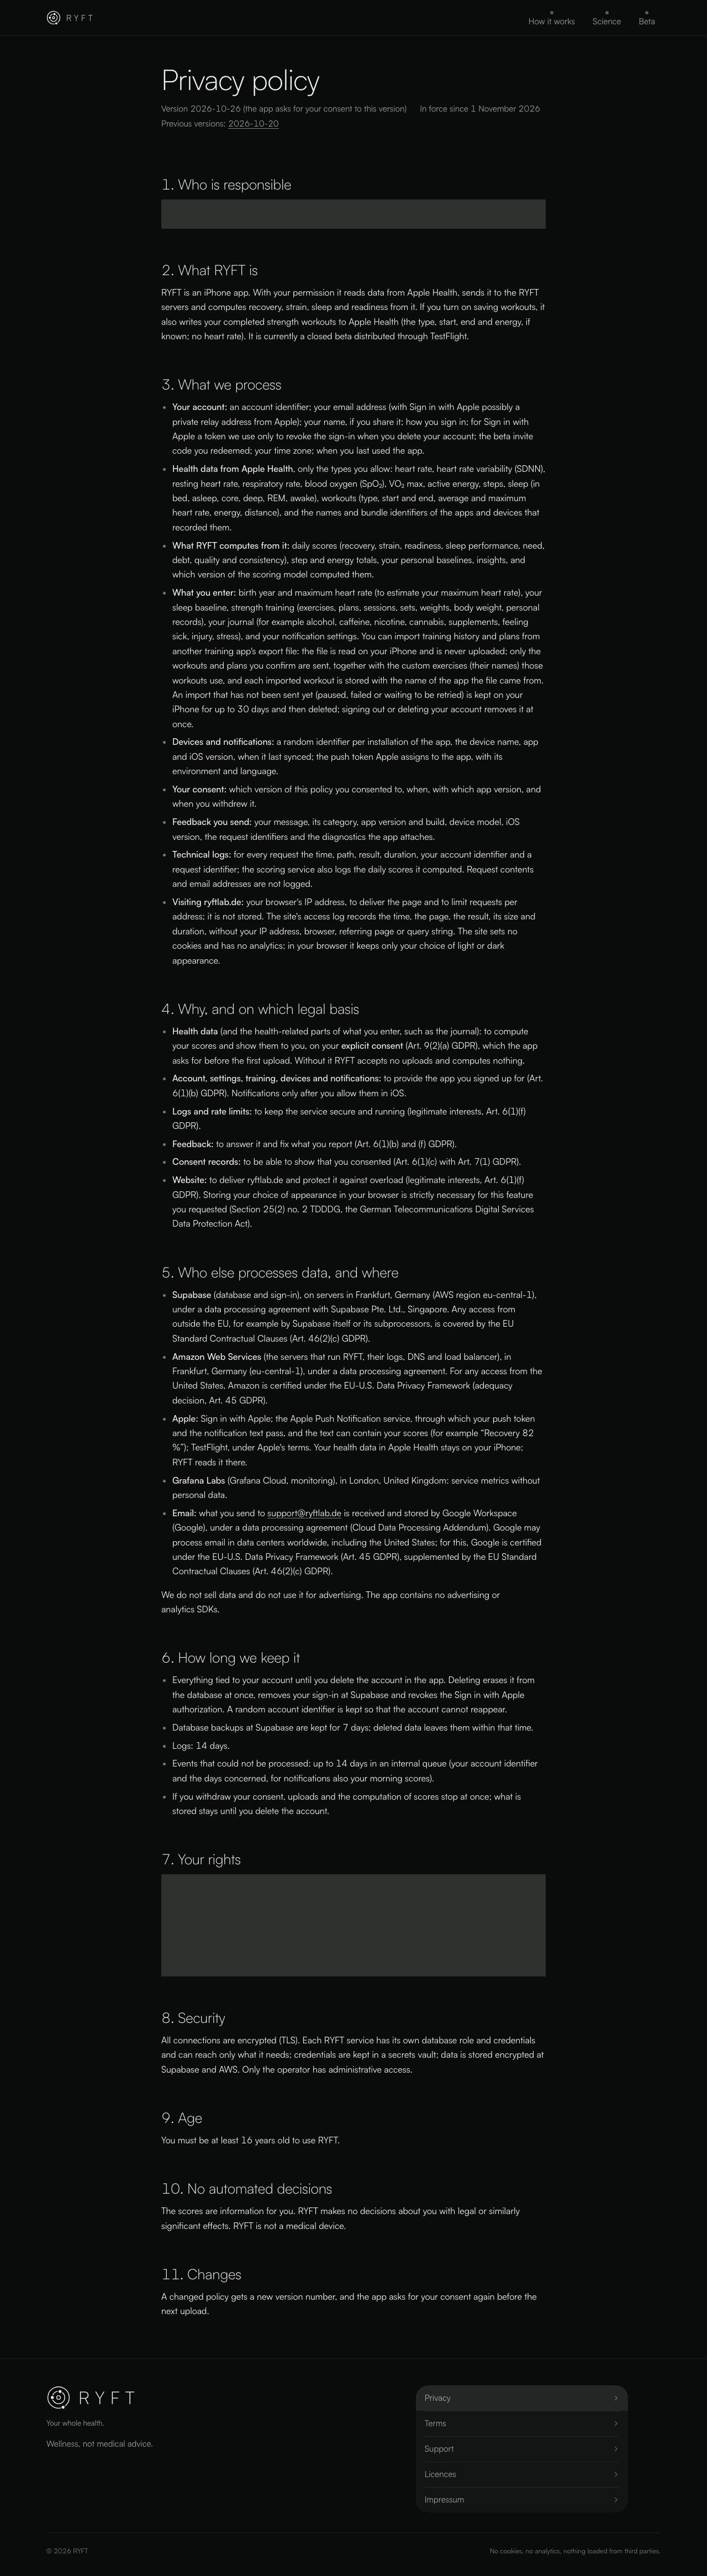 RYFT
How it works
Science
Beta
Privacy policy
Version 2026-10-26 (the app asks for your consent to this version) In force since 1 November 2026
Previous versions: 2026-10-20
1. Who is responsible
2. What RYFT is
RYFT is an iPhone app. With your permission it reads data from Apple Health, sends it to the RYFT
servers and computes recovery, strain, sleep and readiness from it. If you turn on saving workouts, it
also writes your completed strength workouts to Apple Health (the type, start, end and energy, if
known; no heart rate). It is currently a closed beta distributed through TestFlight.
3. What we process
Your account: an account identifier; your email address (with Sign in with Apple possibly a
private relay address from Apple); your name, if you share it; how you sign in; for Sign in with
Apple a token we use only to revoke the sign-in when you delete your account; the beta invite
code you redeemed; your time zone; when you last used the app.
Health data from Apple Health, only the types you allow: heart rate, heart rate variability (SDNN),
resting heart rate, respiratory rate, blood oxygen (SpO₂), VO₂ max, active energy, steps, sleep (in
bed, asleep, core, deep, REM, awake), workouts (type, start and end, average and maximum
heart rate, energy, distance), and the names and bundle identifiers of the apps and devices that
recorded them.
What RYFT computes from it: daily scores (recovery, strain, readiness, sleep performance, need,
debt, quality and consistency), step and energy totals, your personal baselines, insights, and
which version of the scoring model computed them.
What you enter: birth year and maximum heart rate (to estimate your maximum heart rate), your
sleep baseline, strength training (exercises, plans, sessions, sets, weights, body weight, personal
records), your journal (for example alcohol, caffeine, nicotine, cannabis, supplements, feeling
sick, injury, stress), and your notification settings. You can import training history and plans from
another training app's export file: the file is read on your iPhone and is never uploaded; only the
workouts and plans you confirm are sent, together with the custom exercises (their names) those
workouts use, and each imported workout is stored with the name of the app the file came from.
An import that has not been sent yet (paused, failed or waiting to be retried) is kept on your
iPhone for up to 30 days and then deleted; signing out or deleting your account removes it at
once.
Devices and notifications: a random identifier per installation of the app, the device name, app
and iOS version, when it last synced; the push token Apple assigns to the app, with its
environment and language.
Your consent: which version of this policy you consented to, when, with which app version, and
when you withdrew it.
Feedback you send: your message, its category, app version and build, device model, iOS
version, the request identifiers and the diagnostics the app attaches.
Technical logs: for every request the time, path, result, duration, your account identifier and a
request identifier; the scoring service also logs the daily scores it computed. Request contents
and email addresses are not logged.
Visiting ryftlab.de: your browser's IP address, to deliver the page and to limit requests per
address; it is not stored. The site's access log records the time, the page, the result, its size and
duration, without your IP address, browser, referring page or query string. The site sets no
cookies and has no analytics; in your browser it keeps only your choice of light or dark
appearance.
4. Why, and on which legal basis
Health data (and the health-related parts of what you enter, such as the journal): to compute
your scores and show them to you, on your explicit consent (Art. 9(2)(a) GDPR), which the app
asks for before the first upload. Without it RYFT accepts no uploads and computes nothing.
Account, settings, training, devices and notifications: to provide the app you signed up for (Art.
6(1)(b) GDPR). Notifications only after you allow them in iOS.
Logs and rate limits: to keep the service secure and running (legitimate interests, Art. 6(1)(f)
GDPR).
Feedback: to answer it and fix what you report (Art. 6(1)(b) and (f) GDPR).
Consent records: to be able to show that you consented (Art. 6(1)(c) with Art. 7(1) GDPR).
Website: to deliver ryftlab.de and protect it against overload (legitimate interests, Art. 6(1)(f)
GDPR). Storing your choice of appearance in your browser is strictly necessary for this feature
you requested (Section 25(2) no. 2 TDDDG, the German Telecommunications Digital Services
Data Protection Act).
5. Who else processes data, and where
Supabase (database and sign-in), on servers in Frankfurt, Germany (AWS region eu-central-1),
under a data processing agreement with Supabase Pte. Ltd., Singapore. Any access from
outside the EU, for example by Supabase itself or its subprocessors, is covered by the EU
Standard Contractual Clauses (Art. 46(2)(c) GDPR).
Amazon Web Services (the servers that run RYFT, their logs, DNS and load balancer), in
Frankfurt, Germany (eu-central-1), under a data processing agreement. For any access from the
United States, Amazon is certified under the EU-U.S. Data Privacy Framework (adequacy
decision, Art. 45 GDPR).
Apple: Sign in with Apple; the Apple Push Notification service, through which your push token
and the notification text pass, and the text can contain your scores (for example “Recovery 82
%”); TestFlight, under Apple's terms. Your health data in Apple Health stays on your iPhone;
RYFT reads it there.
Grafana Labs (Grafana Cloud, monitoring), in London, United Kingdom: service metrics without
personal data.
Email: what you send to support@ryftlab.de is received and stored by Google Workspace
(Google), under a data processing agreement (Cloud Data Processing Addendum). Google may
process email in data centers worldwide, including the United States; for this, Google is certified
under the EU-U.S. Data Privacy Framework (Art. 45 GDPR), supplemented by the EU Standard
Contractual Clauses (Art. 46(2)(c) GDPR).
We do not sell data and do not use it for advertising. The app contains no advertising or
analytics SDKs.
6. How long we keep it
Everything tied to your account until you delete the account in the app. Deleting erases it from
the database at once, removes your sign-in at Supabase and revokes the Sign in with Apple
authorization. A random account identifier is kept so that the account cannot reappear.
Database backups at Supabase are kept for 7 days; deleted data leaves them within that time.
Logs: 14 days.
Events that could not be processed: up to 14 days in an internal queue (your account identifier
and the days concerned, for notifications also your morning scores).
If you withdraw your consent, uploads and the computation of scores stop at once; what is
stored stays until you delete the account.
7. Your rights
8. Security
All connections are encrypted (TLS). Each RYFT service has its own database role and credentials
and can reach only what it needs; credentials are kept in a secrets vault; data is stored encrypted at
Supabase and AWS. Only the operator has administrative access.
9. Age
You must be at least 16 years old to use RYFT.
10. No automated decisions
The scores are information for you. RYFT makes no decisions about you with legal or similarly
significant effects. RYFT is not a medical device.
11. Changes
A changed policy gets a new version number, and the app asks for your consent again before the
next upload.
RYFT
Your whole health.
Wellness, not medical advice.
Privacy
Terms
Support
Licences
Impressum
© 2026 RYFT
No cookies, no analytics, nothing loaded from third parties.